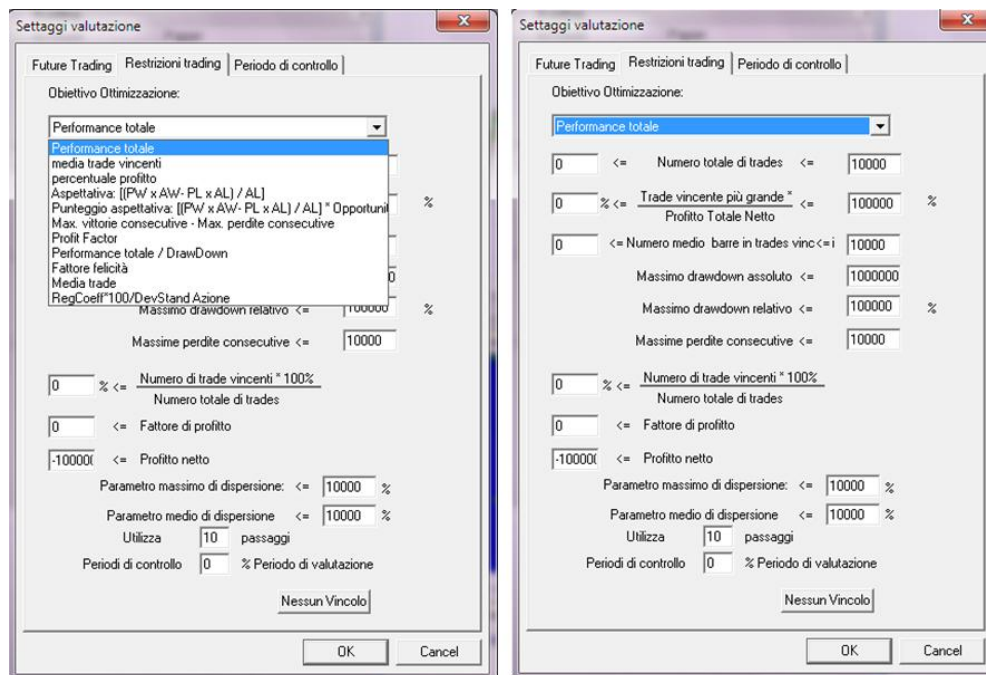 Settaggi valutazione
Future Trading Restrizioni trading Periodo di controllo
Obiettivo Ottimizzazione:
Performance totale
Performance totale
media trade vincenti
percentuale profitto
Aspettativa: [(PW x AW- PL x AL) / AL]
Punteggio aspettativa: [(PW x AW- PL x AL) / AL] * Opportuni
%
Max. vittorie consecutive - Max. perdite consecutive
Profit Factor
Performance totale / DrawDown
Fattore felicità
Media trade
RegCoeff*100/DevStand Azione
0
Massimo drawdown relativo <= 100000 %
Massime perdite consecutive <= 10000
0 % <= Numero di trade vincenti * 100%
Numero totale di trades
0 <= Fattore di profitto
-10000( <= Profitto netto
Parametro massimo di dispersione: <= 10000 %
Parametro medio di dispersione <= 10000 %
Utilizza 10 passaggi
Periodi di controllo 0 % Periodo di valutazione
Nessun Vincolo
OK Cancel
Settaggi valutazione
Future Trading Restrizioni trading Periodo di controllo
Obiettivo Ottimizzazione:
Performance totale
0 <= Numero totale di trades <= 10000
0 % <= Trade vincente più grande * <= 100000 %
Profitto Totale Netto
0 <= Numero medio barre in trades vinc<=i 10000
Massimo drawdown assoluto <= 1000000
Massimo drawdown relativo <= 100000 %
Massime perdite consecutive <= 10000
0 % <= Numero di trade vincenti * 100%
Numero totale di trades
0 <= Fattore di profitto
-10000( <= Profitto netto
Parametro massimo di dispersione: <= 10000 %
Parametro medio di dispersione <= 10000 %
Utilizza 10 passaggi
Periodi di controllo 0 % Periodo di valutazione
Nessun Vincolo
OK Cancel